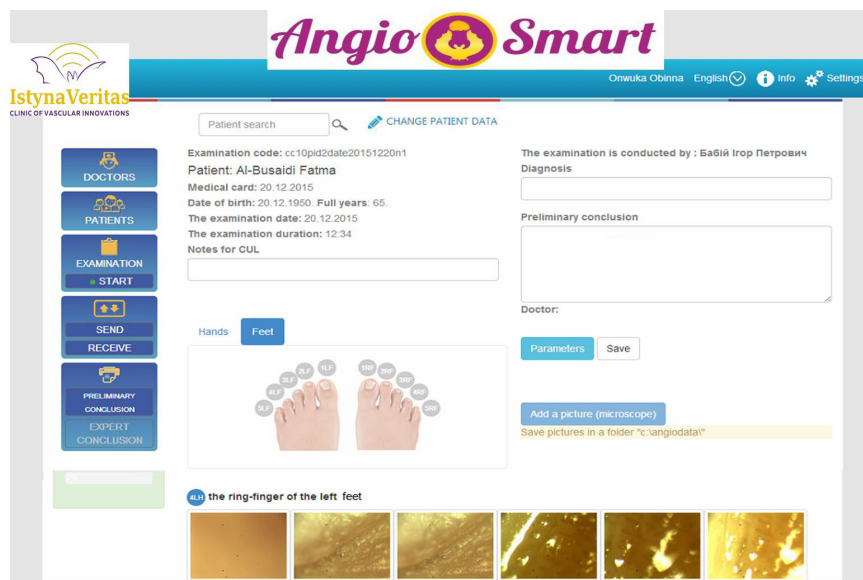 Angio Smart
IstynaVeritas
CLINIC OF VASCULAR INNOVATIONS
Onwuka Obinna English Info Settings
Patient search CHANGE PATIENT DATA
DOCTORS
PATIENTS
EXAMINATION
START
SEND
RECEIVE
PRELIMINARY
CONCLUSION
EXPERT
CONCLUSION
Examination code: cc10pid2date20151220n1
Patient: Al-Busaidi Fatma
Medical card: 20.12.2015
Date of birth: 20.12.1950. Full years: 65.
The examination date: 20.12.2015
The examination duration: 12:34
Notes for CUL
The examination is conducted by : Бабій Ігор Петрович
Diagnosis
Preliminary conclusion
Doctor:
Parameters Save
Hands Feet
5LF 4LF 3LF 2LF 1LF 1RF 2RF 3RF 4RF 5RF
Add a picture (microscope)
Save pictures in a folder "c:\angiodata\"
4LH the ring-finger of the left feet